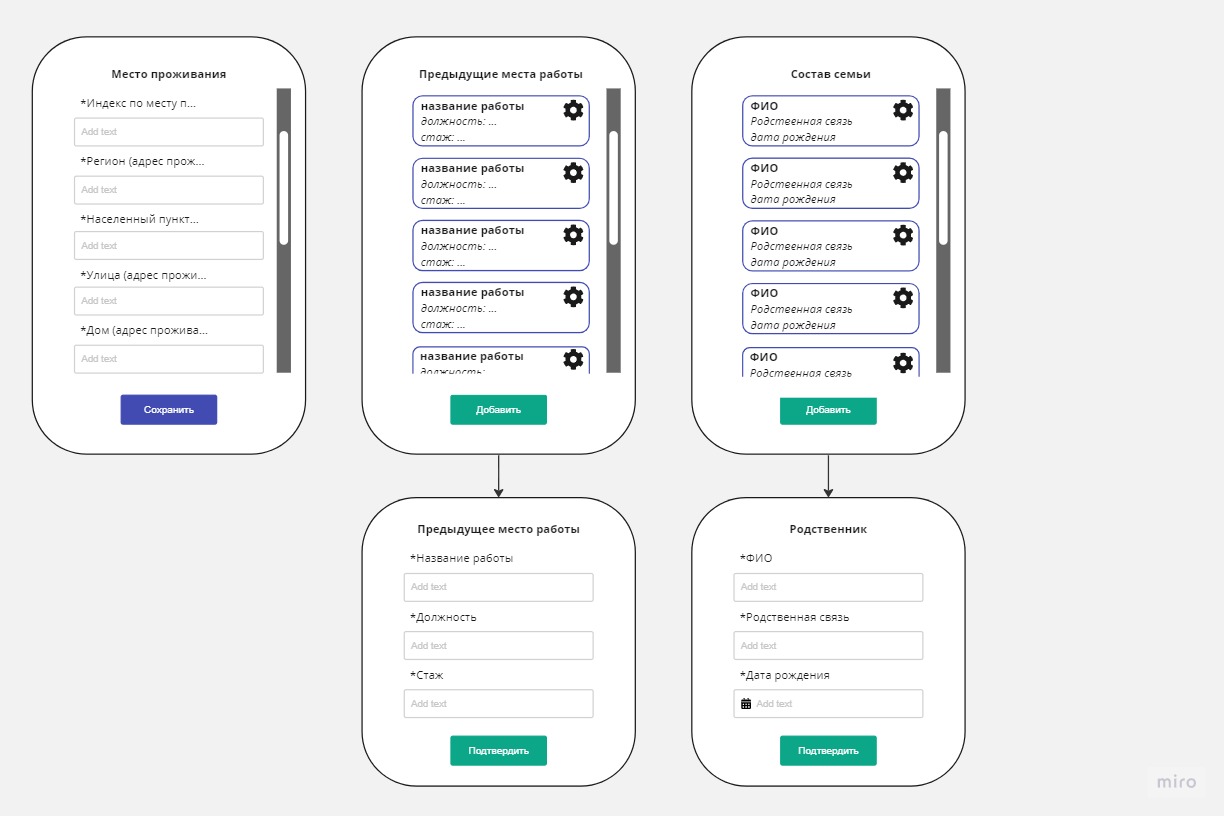 Место проживания
*Индекс по месту п...
Add text
*Регион (адрес прож...
Add text
*Населенный пункт...
Add text
*Улица (адрес прожи...
Add text
*Дом (адрес прожива...
Add text
Сохранить
Предыдущие места работы
название работы
должность: ...
стаж: ...
название работы
должность: ...
стаж: ...
название работы
должность: ...
стаж: ...
название работы
должность: ...
стаж: ...
название работы
должность: ...
Добавить
Состав семьи
ФИО
Родственная связь
дата рождения
ФИО
Родственная связь
дата рождения
ФИО
Родственная связь
дата рождения
ФИО
Родственная связь
дата рождения
ФИО
Родственная связь
Добавить
Предыдущее место работы
*Название работы
Add text
*Должность
Add text
*Стаж
Add text
Подтвердить
Родственник
*ФИО
Add text
*Родственная связь
Add text
*Дата рождения
Add text
Подтвердить
miro